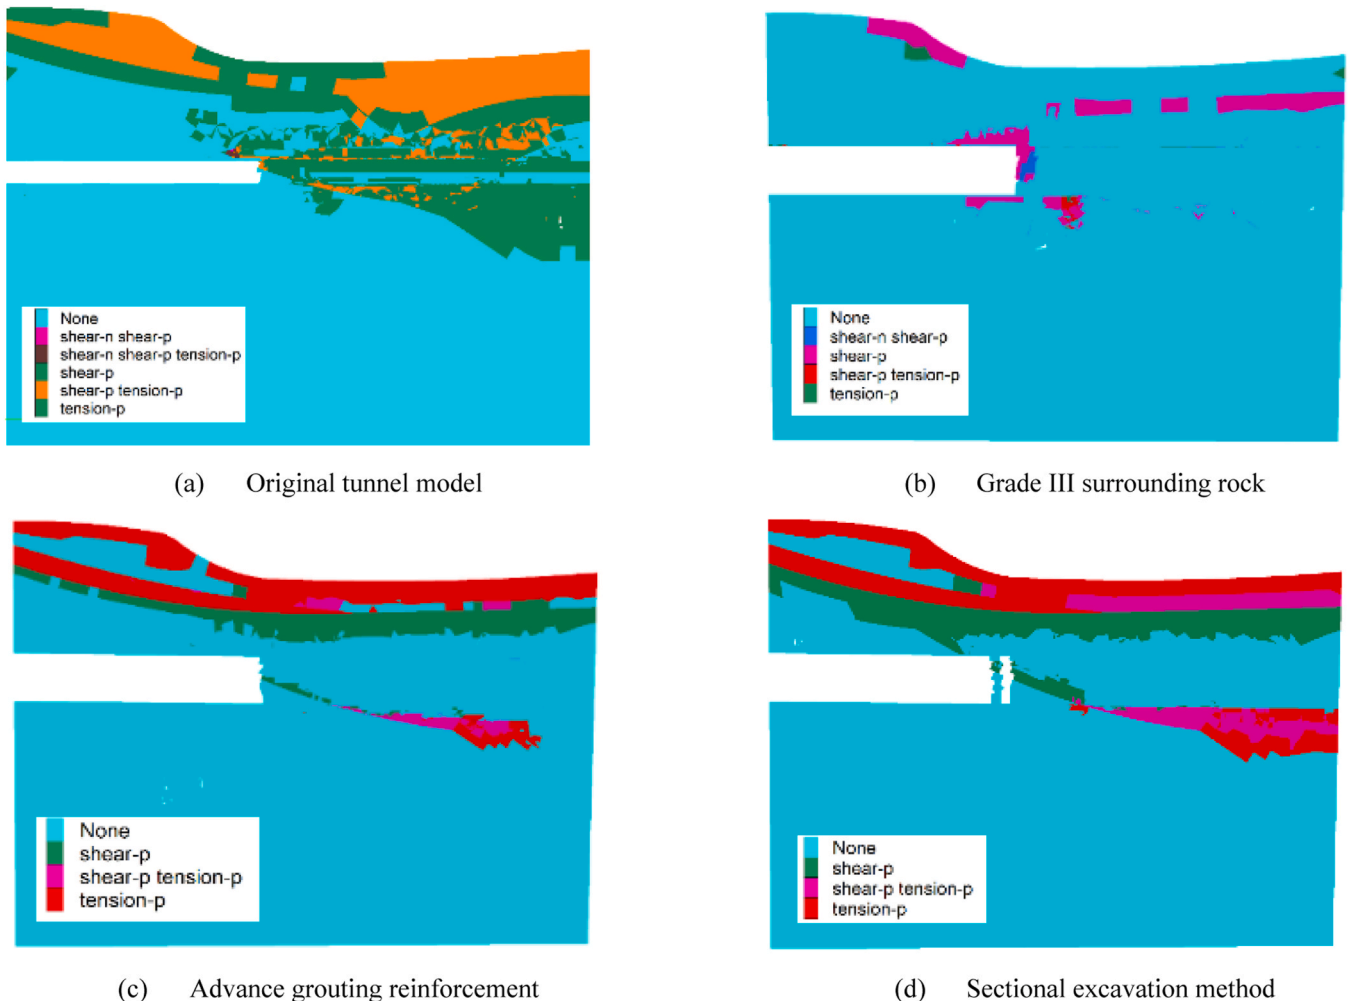 None
shear-n shear-p
shear-n shear-p tension-p
shear-p
shear-p tension-p
tension-p
(a) Original tunnel model
None
shear-n shear-p
shear-p
shear-p tension-p
tension-p
(b) Grade III surrounding rock
None
shear-p
shear-p tension-p
tension-p
(c) Advance grouting reinforcement
None
shear-p
shear-p tension-p
tension-p
(d) Sectional excavation method